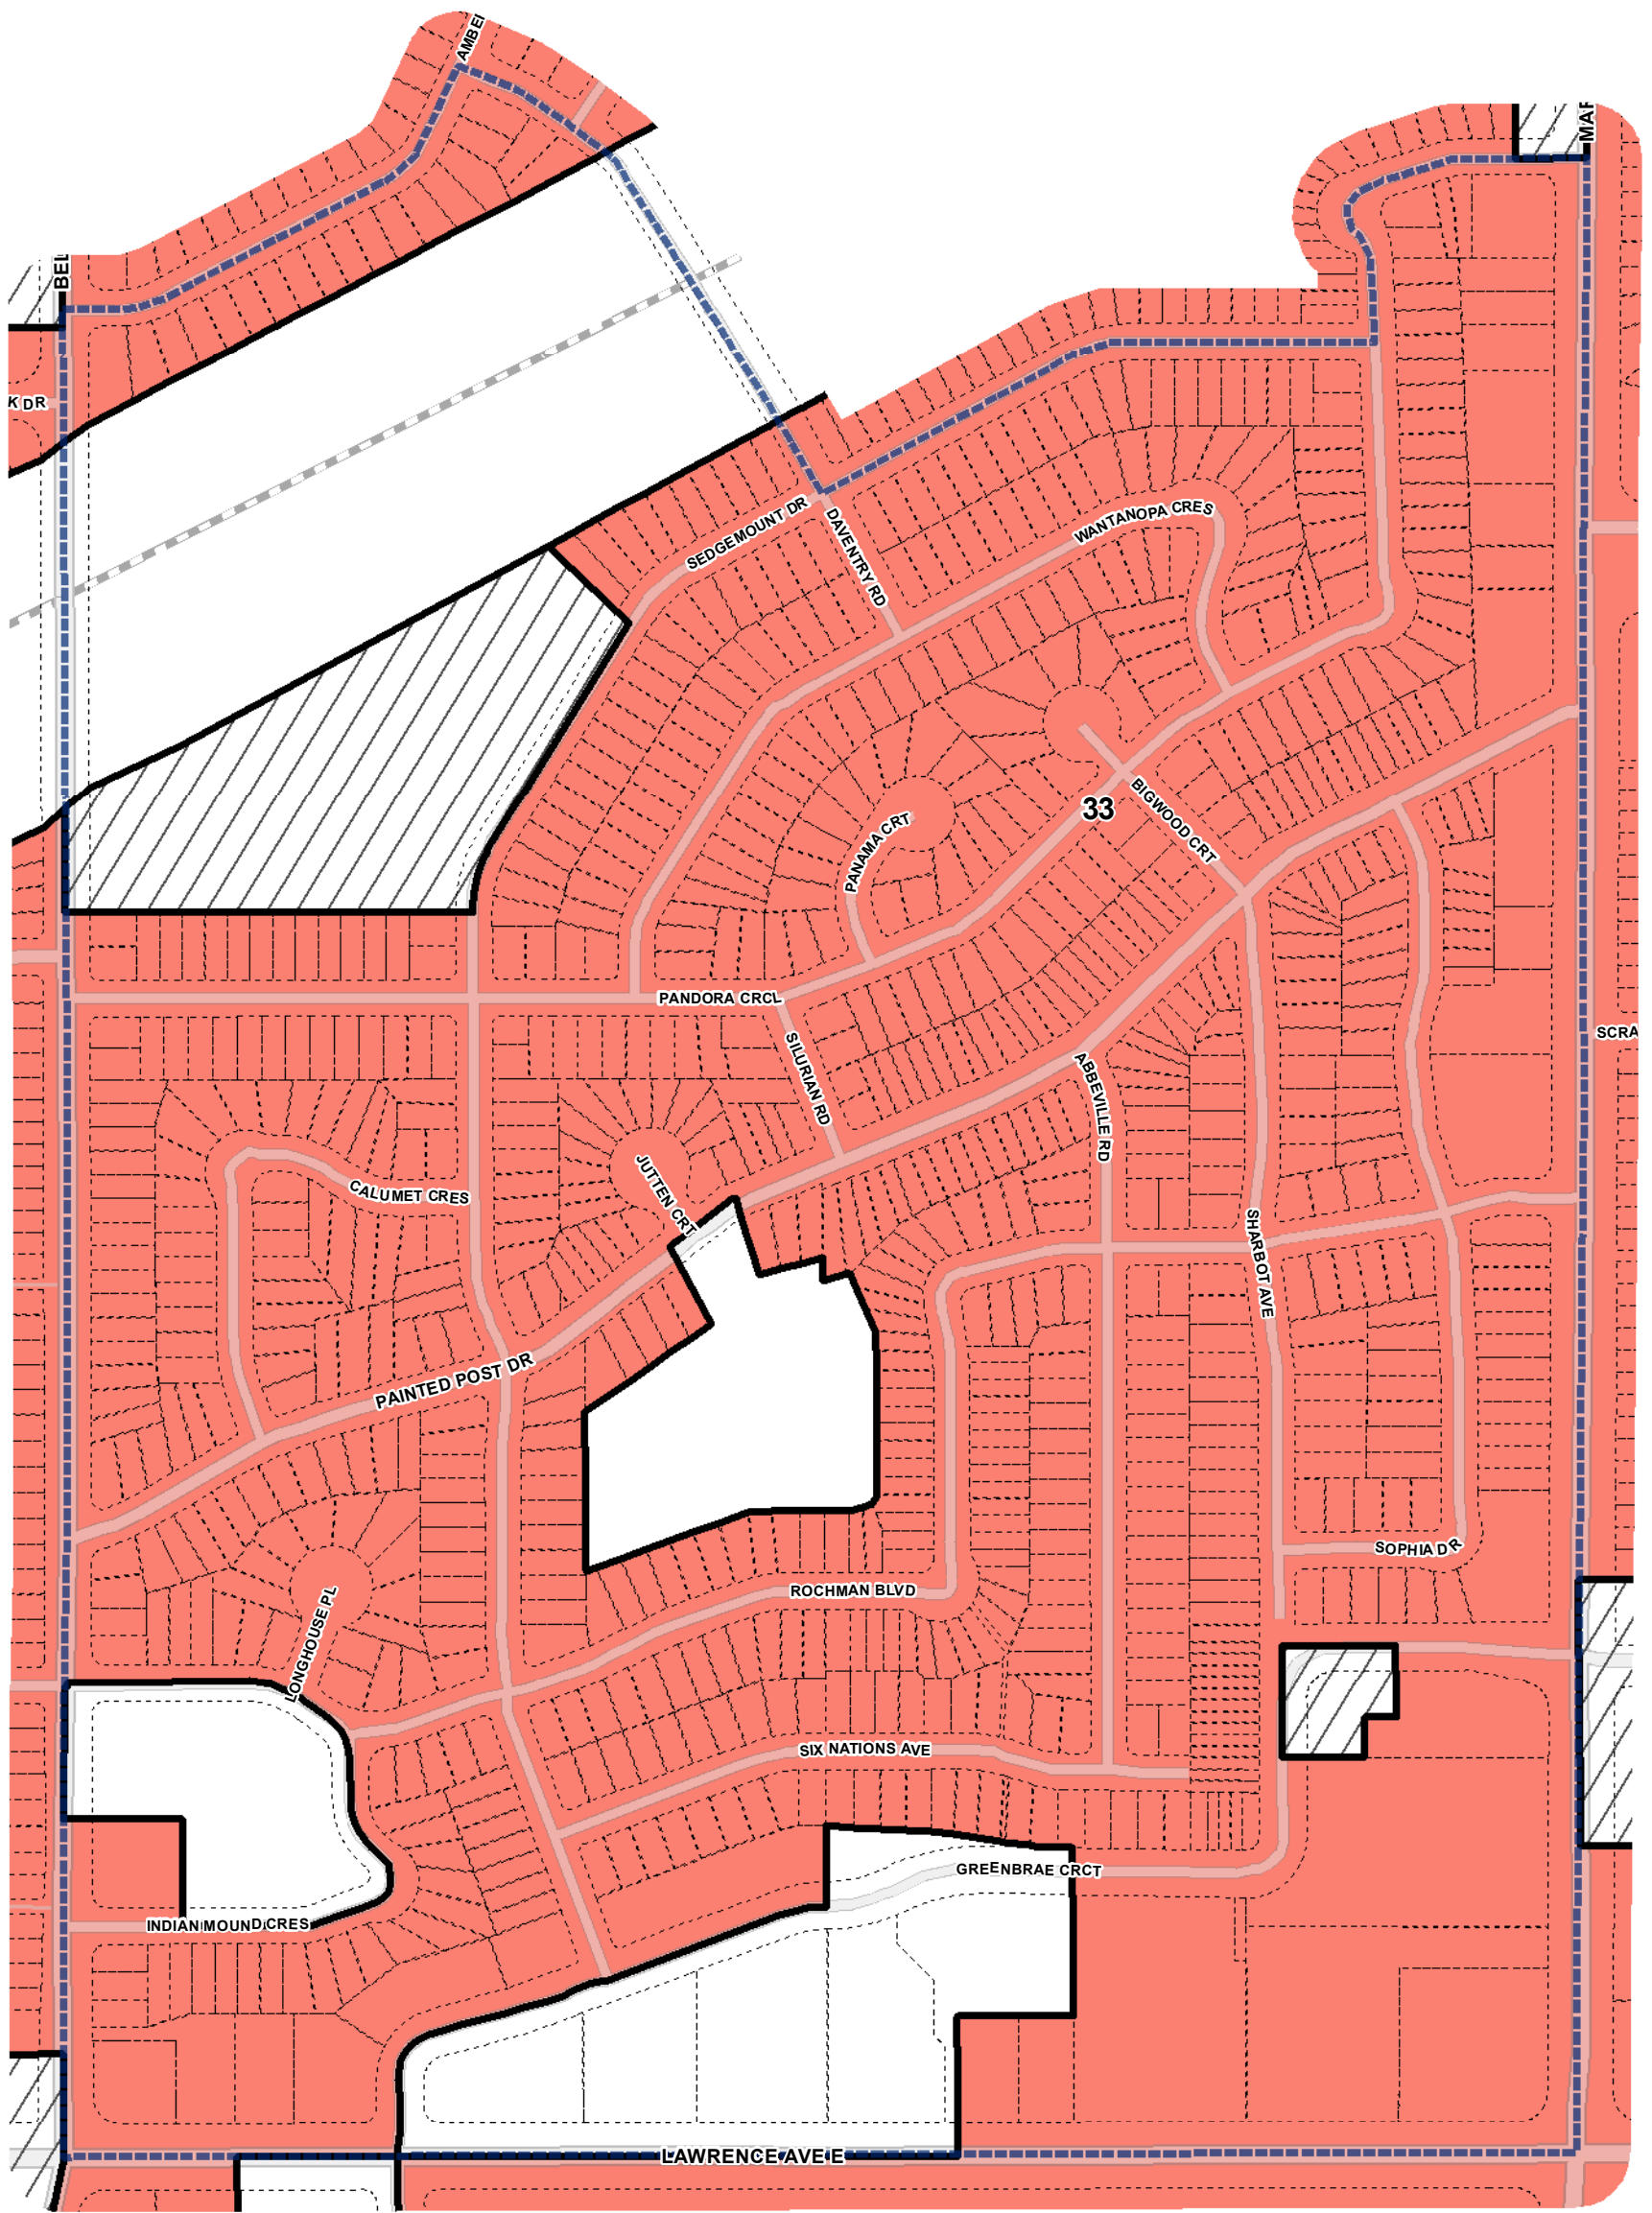 AMBE
MAR
BEL
K DR
SEDGEMOUNT DR
DAVENTRY RD
WANTANOPA CRES
33
BIGWOOD CRT
PANAMA CRT
PANDORA CRCL
SILURIAN RD
SCRA
ABBEVILLE RD
JUTTEN CRT
CALUMET CRES
SHARBOT AVE
PAINTED POST DR
SOPHIA DR
ROCHMAN BLVD
LONGHOUSE PL
SIX NATIONS AVE
GREENBRAE CRCT
INDIAN MOUND CRES
LAWRENCE AVE E